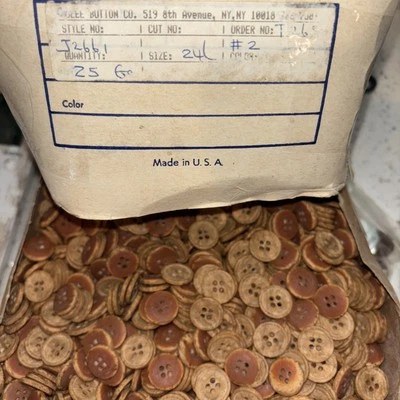 BUTTON CO. 519 8th Avenue, NY,NY 10018
STYLE NO: CUT NO: ORDER NO:
J2661 #2
QUANTITY: SIZE: 24L
25
Color
Made in U. S. A.